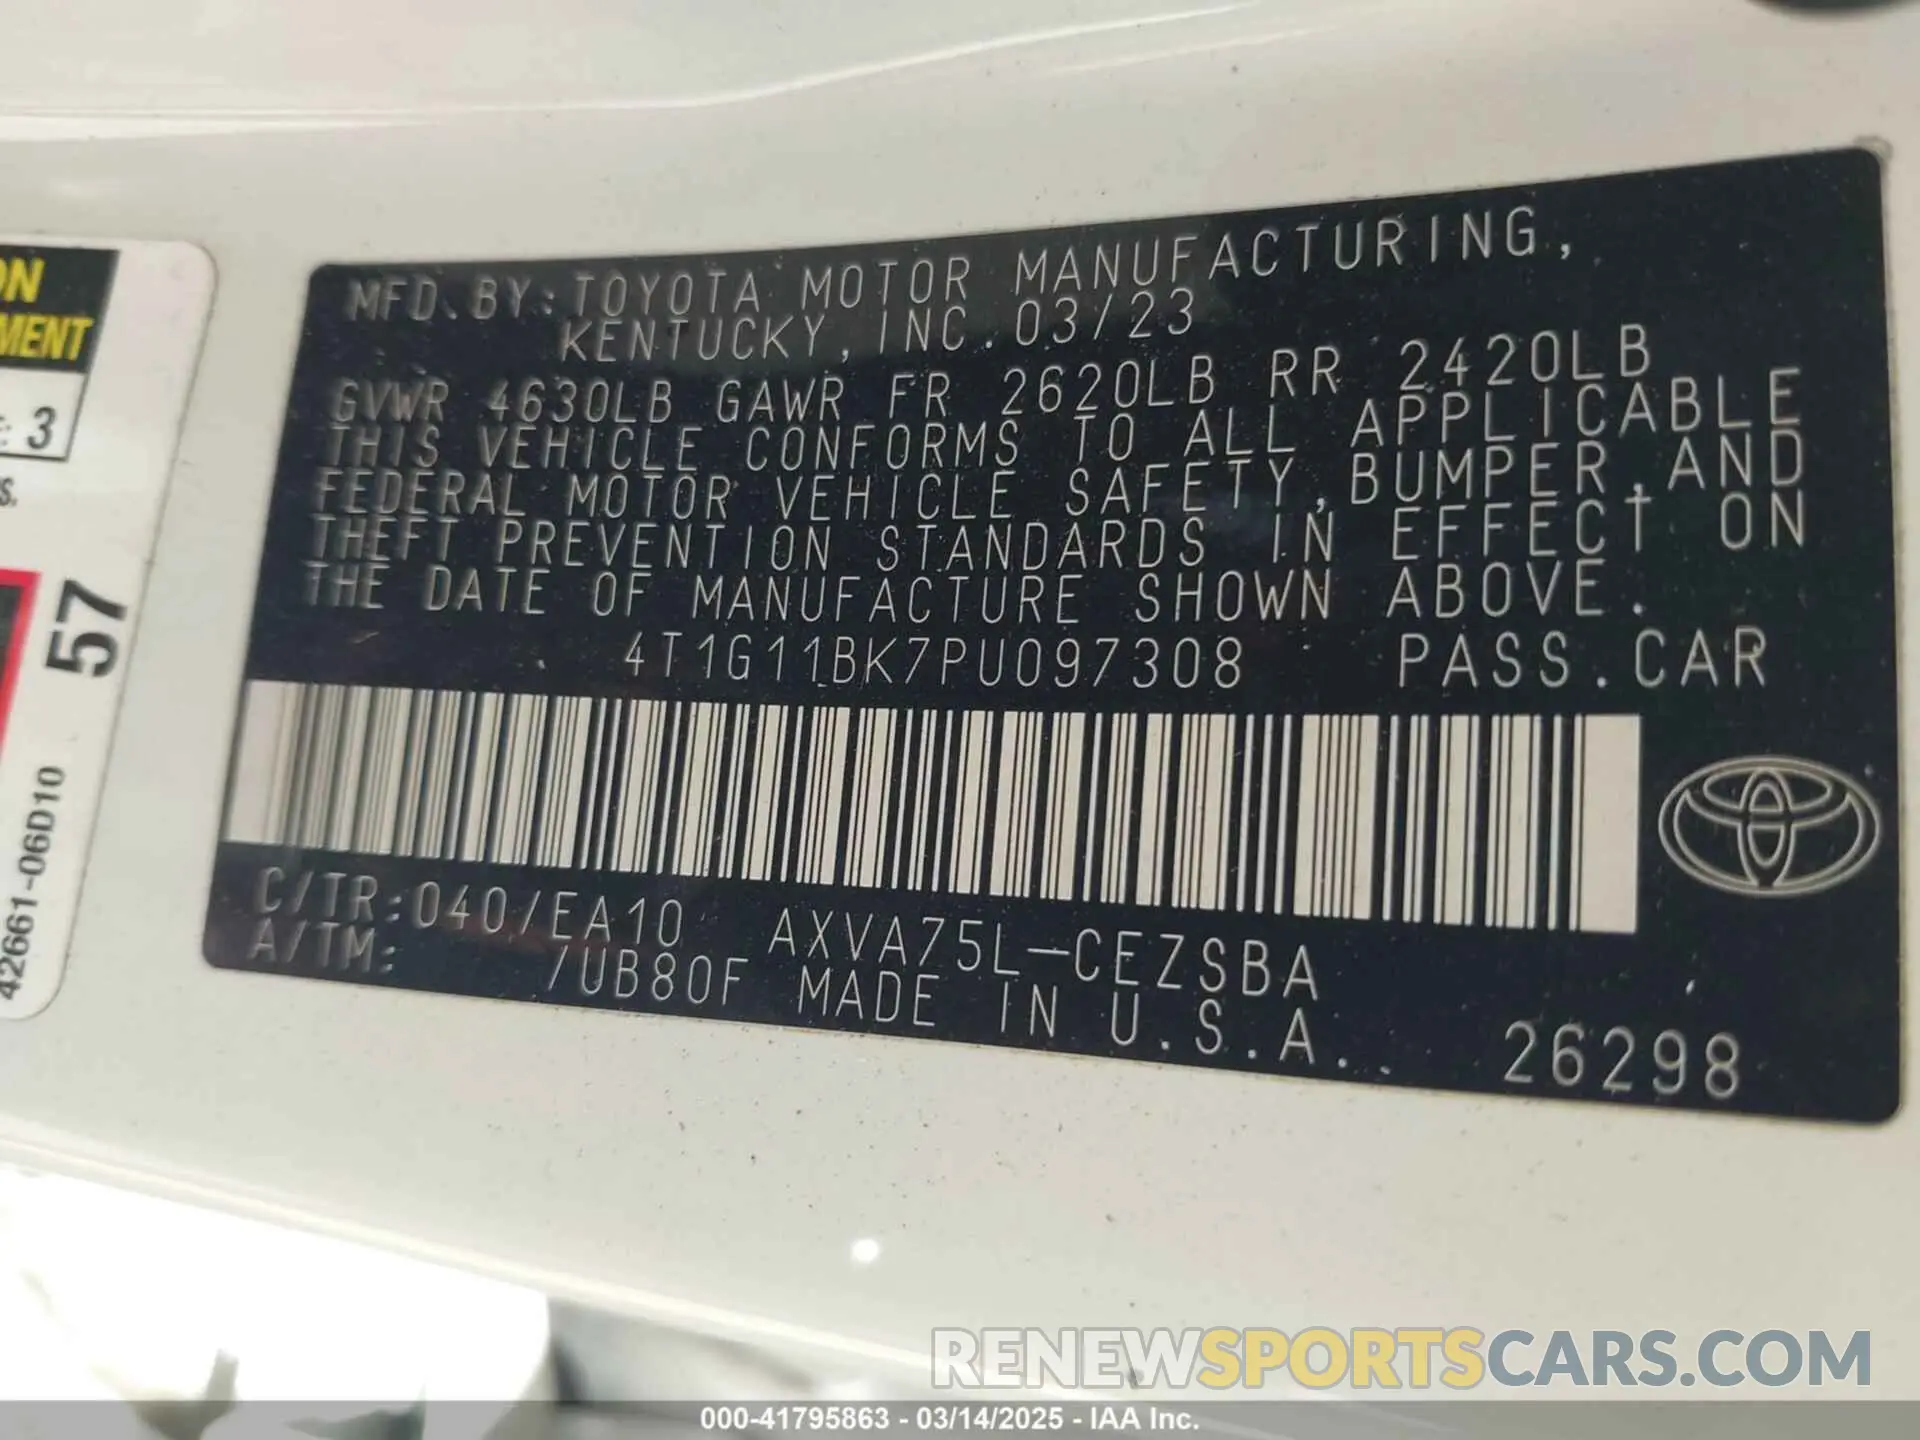 ON
MENT
: 3
S.
57
42661-06D10
MFD. BY: TOYOTA MOTOR MANUFACTURING,
KENTUCKY, INC. 03/23
GVWR 4630LB GAWR FR 2620LB RR 2420LB
THIS VEHICLE CONFORMS TO ALL APPLICABLE
FEDERAL MOTOR VEHICLE SAFETY, BUMPER, AND
THEFT PREVENTION STANDARDS IN EFFECT ON
THE DATE OF MANUFACTURE SHOWN ABOVE.
4T1G11BK7PU097308 PASS.CAR
C/TR:040/EA10 AXVA75L-CEZSBA
A/TM: /UB80F MADE IN U.S.A.
26298
RENEWSPORTSCARS.COM
000-41795863 - 03/14/2025 - IAA Inc.